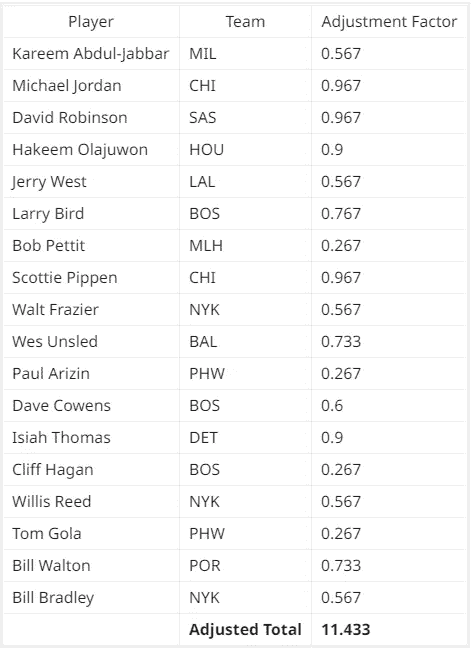 Player Team Adjustment Factor
Kareem Abdul-Jabbar MIL 0.567
Michael Jordan CHI 0.967
David Robinson SAS 0.967
Hakeem Olajuwon HOU 0.9
Jerry West LAL 0.567
Larry Bird BOS 0.767
Bob Pettit MLH 0.267
Scottie Pippen CHI 0.967
Walt Frazier NYK 0.567
Wes Unsled BAL 0.733
Paul Arizin PHW 0.267
Dave Cowens BOS 0.6
Isiah Thomas DET 0.9
Cliff Hagan BOS 0.267
Willis Reed NYK 0.567
Tom Gola PHW 0.267
Bill Walton POR 0.733
Bill Bradley NYK 0.567
Adjusted Total 11.433